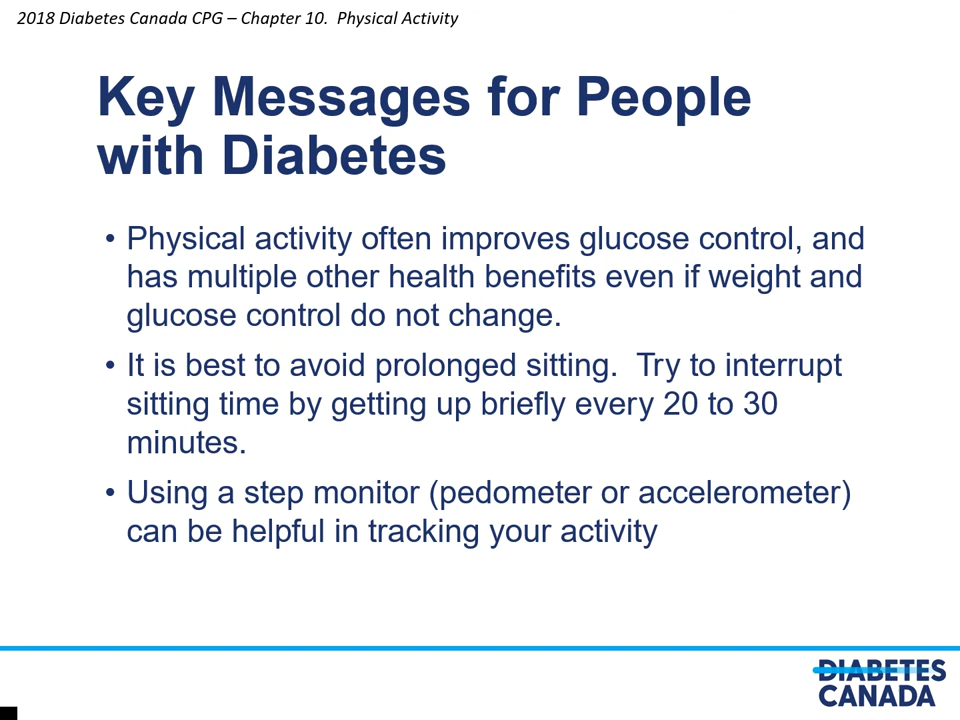 2018 Diabetes Canada CPG – Chapter 10.  Physical Activity
Key Messages for People
with Diabetes
• Physical activity often improves glucose control, and
has multiple other health benefits even if weight and
glucose control do not change.
• It is best to avoid prolonged sitting.  Try to interrupt
sitting time by getting up briefly every 20 to 30
minutes.
• Using a step monitor (pedometer or accelerometer)
can be helpful in tracking your activity
DIABETES
CANADA